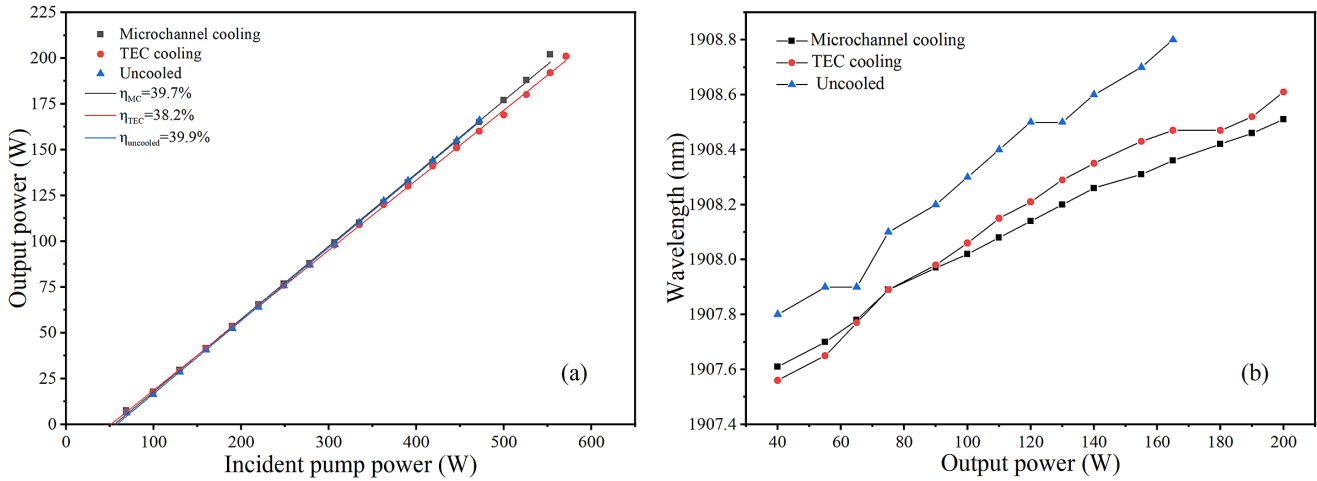 225
200
175
150
125
100
75
50
25
0
Output power (W)
Microchannel cooling
TEC cooling
Uncooled
ηMC=39.7%
ηTEC=38.2%
ηuncooled=39.9%
(a)
0 100 200 300 400 500 600
Incident pump power (W)
1908.8
1908.6
1908.4
1908.2
1908.0
1907.8
1907.6
1907.4
Wavelength (nm)
Microchannel cooling
TEC cooling
Uncooled
(b)
40 60 80 100 120 140 160 180 200
Output power (W)